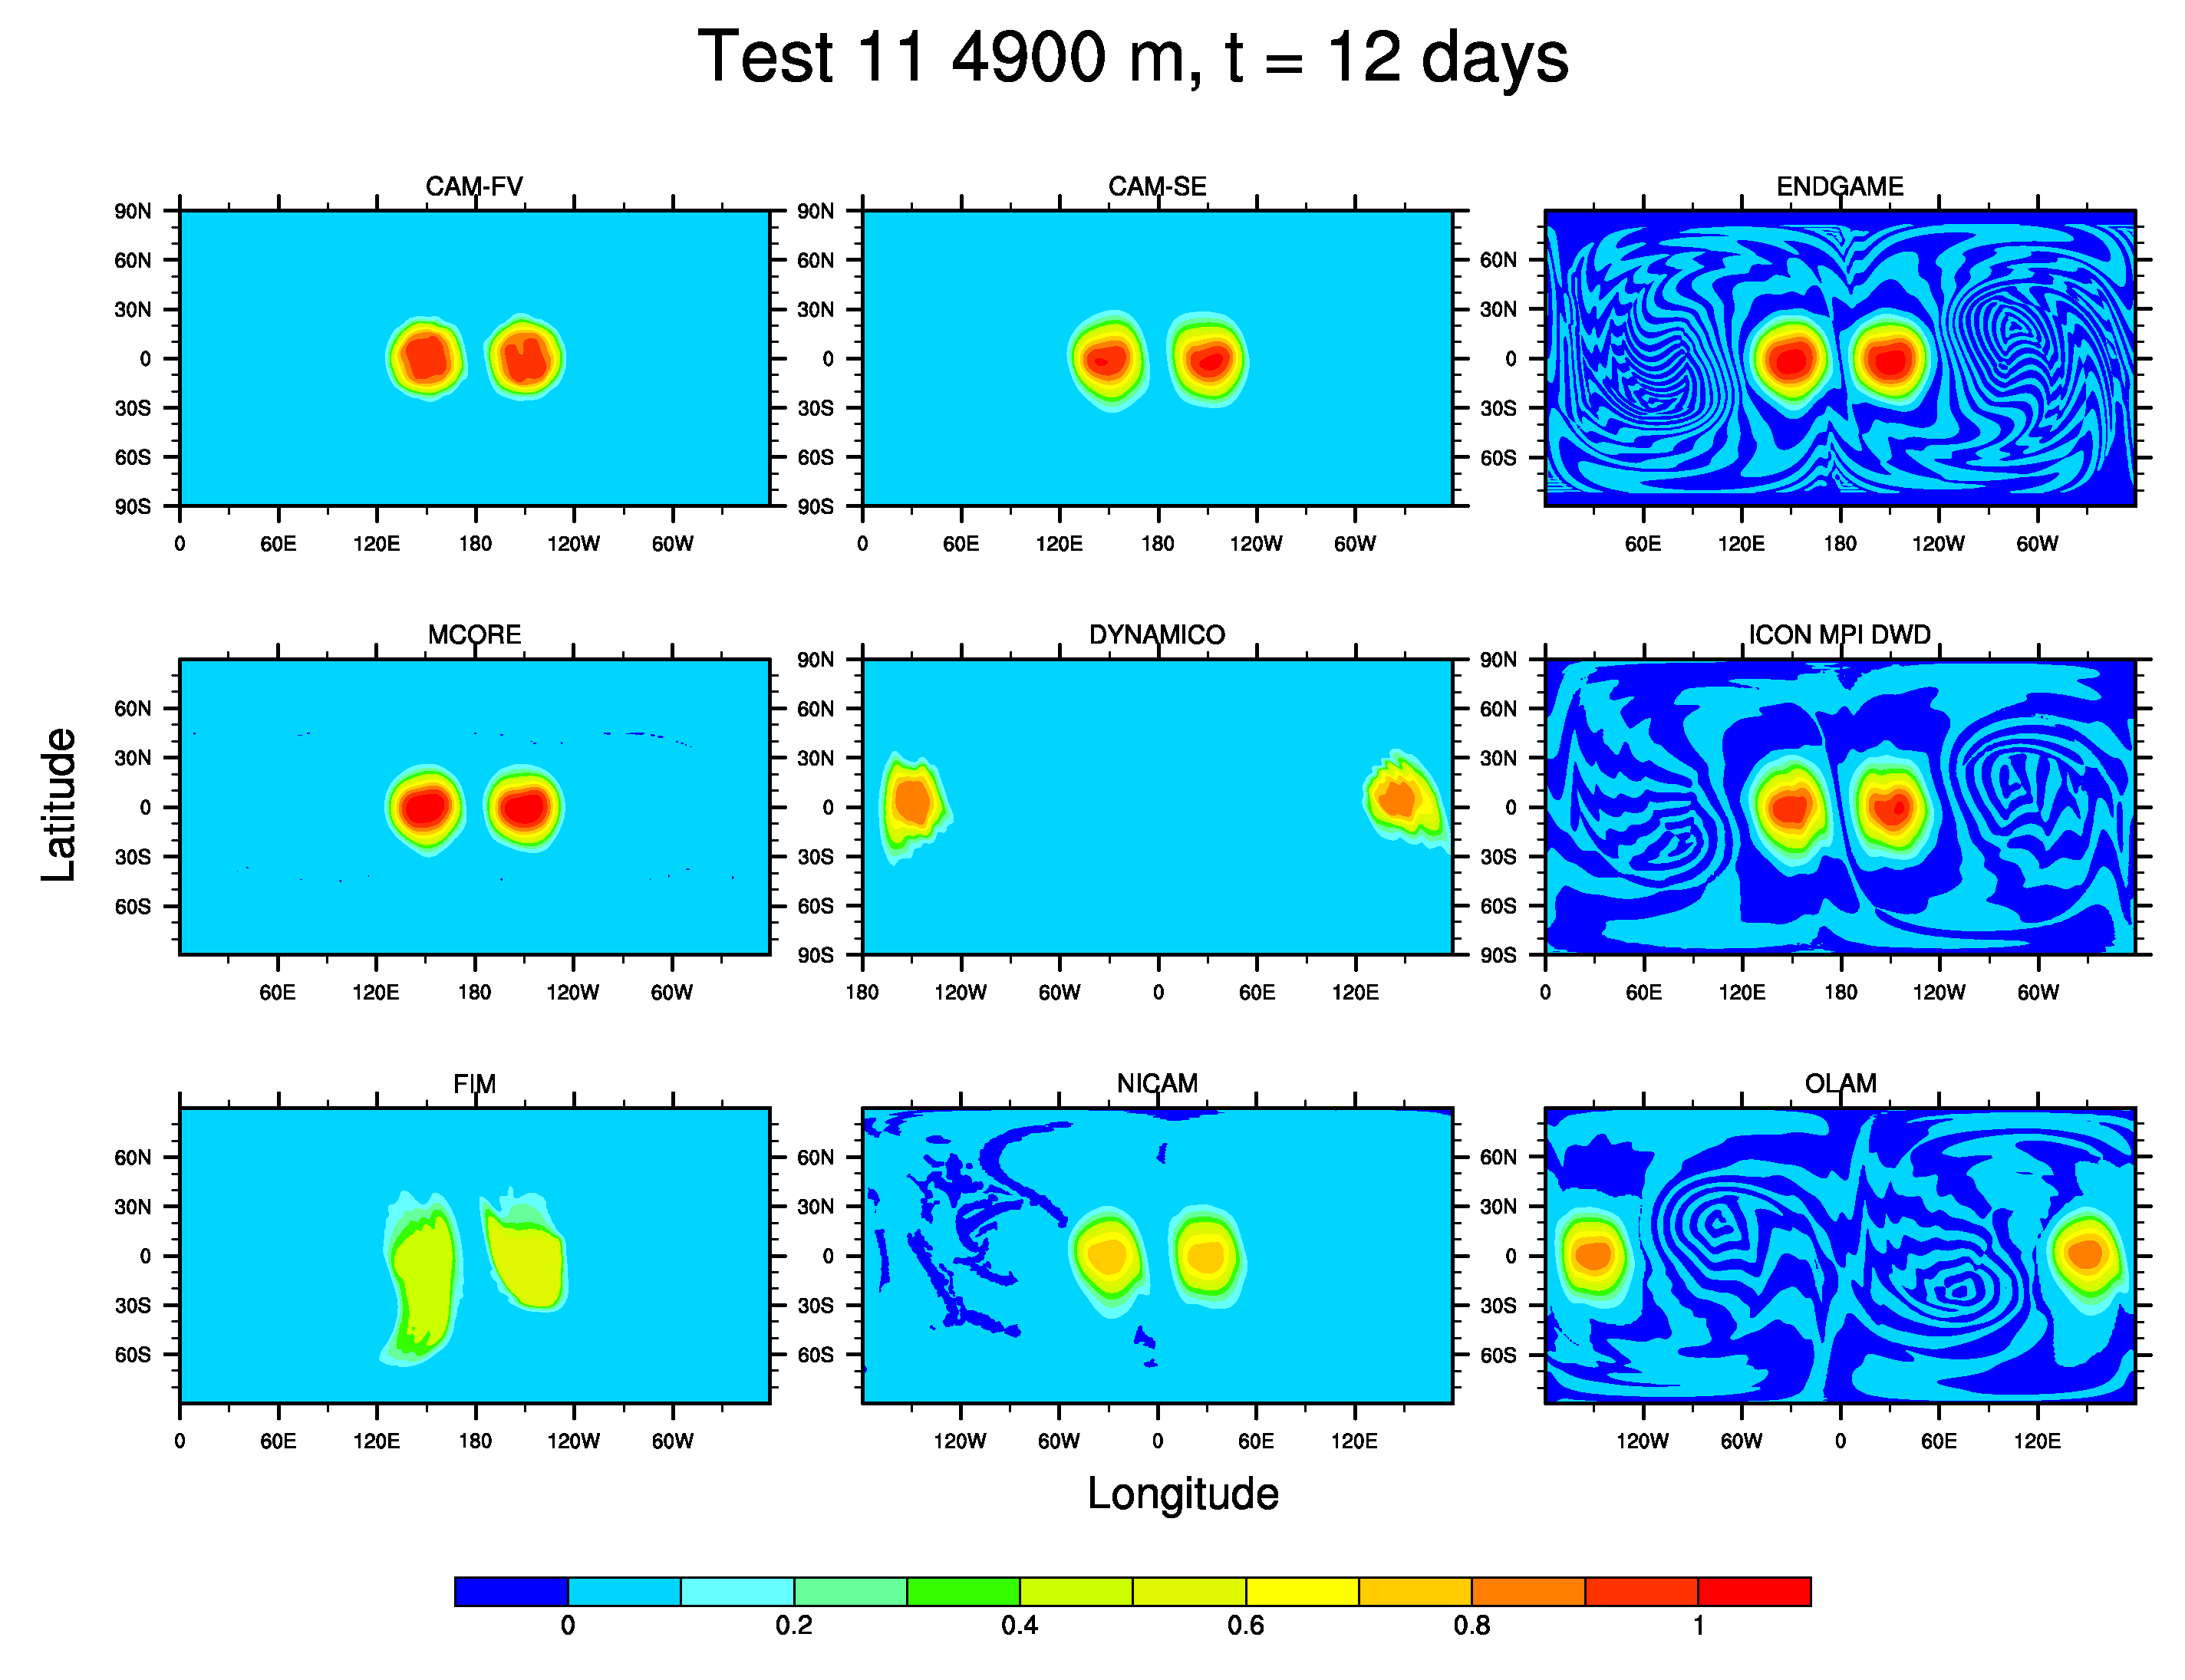 Test 11 4900 m, t = 12 days
CAM-FV CAM-SE ENDGAME
90N 90N
60N 60N 60N
30N 30N 30N
0 0 0
30S 30S 30S
60S 60S 60S
90S 90S
0 60E 120E 180 120W 60W 0 60E 120E 180 120W 60W 60E 120E 180 120W 60W
MCORE DYNAMICO ICON MPI DWD
90N 90N
60N 60N 60N
30N 30N 30N
0 0 0
30S 30S 30S
60S 60S 60S
90S 90S
60E 120E 180 120W 60W 180 120W 60W 0 60E 120E 0 60E 120E 180 120W 60W
Latitude
FIM NICAM OLAM
60N 60N 60N
30N 30N 30N
0 0 0
30S 30S 30S
60S 60S 60S
0 60E 120E 180 120W 60W 120W 60W 0 60E 120E 120W 60W 0 60E 120E
Longitude
0 0.2 0.4 0.6 0.8 1